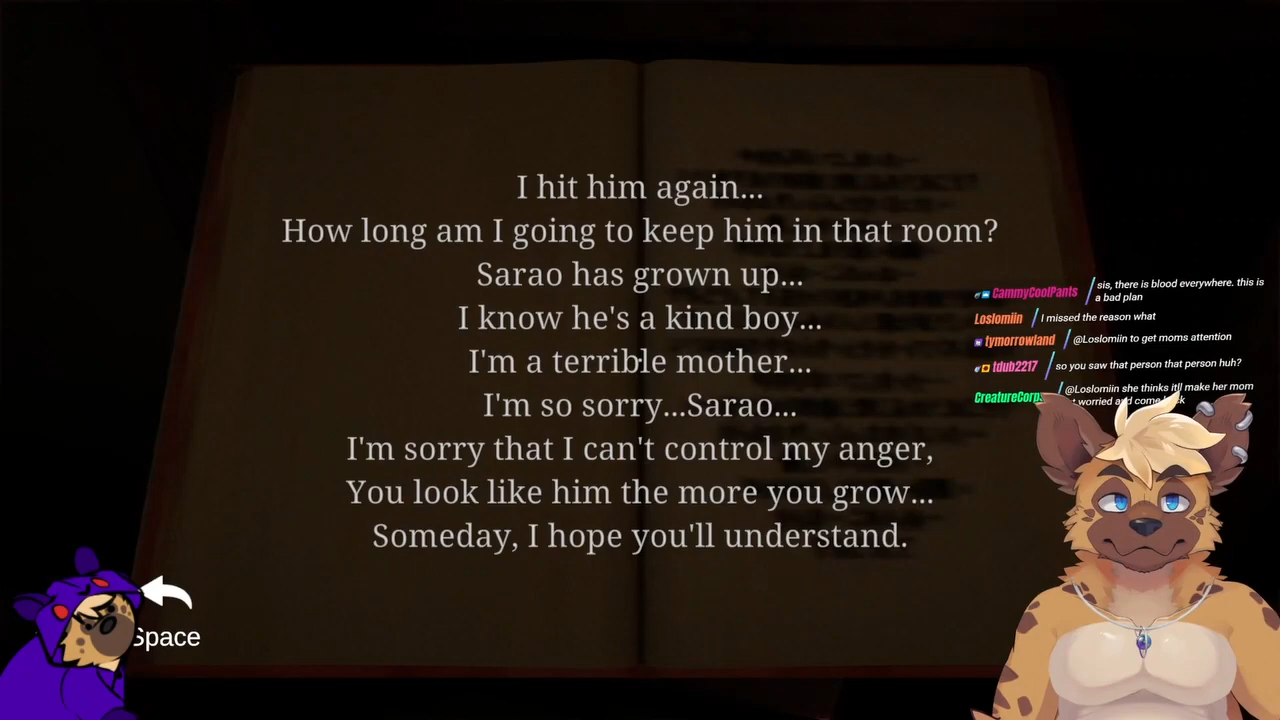 I hit him again...
How long am I going to keep him in that room?
Sarao has grown up...
I know he's a kind boy...
I'm a terrible mother...
I'm so sorry...Sarao...
I'm sorry that I can't control my anger,
You look like him the more you grow...
Someday, I hope you'll understand.
Space
CammyCoolPants / sis, there is blood everywhere. this is
a bad plan
Loslomiin / I missed the reason what
tymorrowland / @Loslomiin to get moms attention
tdub2217 / so you saw that person that person huh?
@Loslomiin she thinks itll make her mom
worried and come